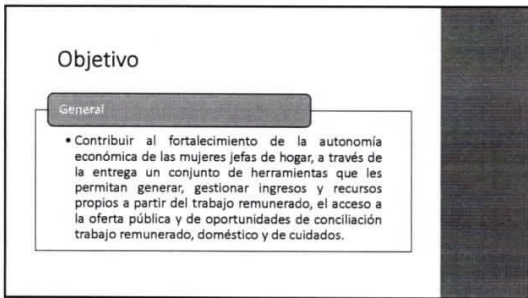 Objetivo
General
• Contribuir al fortalecimiento de la autonomía
económica de las mujeres jefas de hogar, a través de
la entrega un conjunto de herramientas que les
permitan generar, gestionar ingresos y recursos
propios a partir del trabajo remunerado, el acceso a
la oferta pública y de oportunidades de conciliación
trabajo remunerado, doméstico y de cuidados.